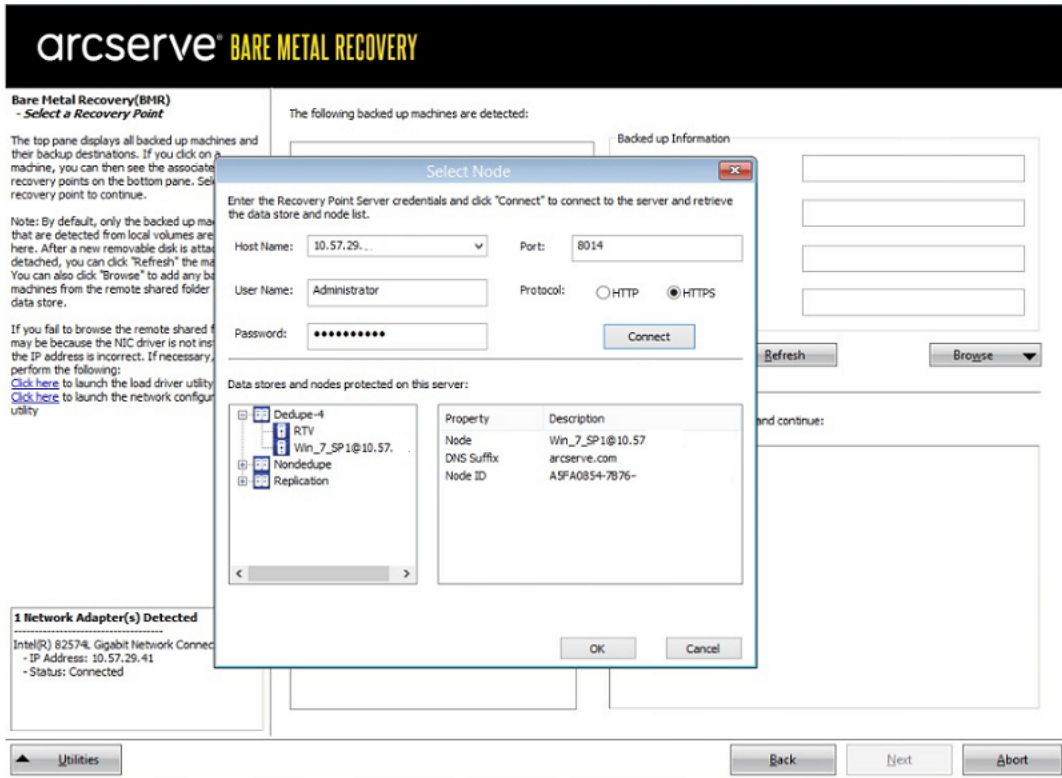 arcserve® BARE METAL RECOVERY
Bare Metal Recovery(BMR)
- Select a Recovery Point
The top pane displays all backed up machines and
their backup destinations. If you click on a
machine, you can then see the associate
recovery points on the bottom pane. Sel
recovery point to continue.
Note: By default, only the backed up ma
that are detected from local volumes are
here. After a new removable disk is attac
detached, you can click "Refresh" the ma
You can also click "Browse" to add any ba
machines from the remote shared folder
data store.
If you fail to browse the remote shared f
may be because the NIC driver is not ins
the IP address is incorrect. If necessary,
perform the following:
Click here to launch the load driver utility
Click here to launch the network configur
utility
1 Network Adapter(s) Detected
Intel(R) 82574L Gigabit Network Connec
- IP Address: 10.57.29.41
- Status: Connected
The following backed up machines are detected:
Backed up Information
Refresh
Browse
and continue:
Select Node
Enter the Recovery Point Server credentials and click "Connect" to connect to the server and retrieve
the data store and node list.
Host Name: 10.57.29. .. Port: 8014
User Name: Administrator Protocol: HTTP HTTPS
Password: •••••••••• Connect
Data stores and nodes protected on this server:
Dedupe-4
RTV
Win_7_SP1@10.57.
Nondedupe
Replication
Property Description
Node Win_7_SP1@10.57
DNS Suffix arcserve.com
Node ID A5FA0854-7B76-
OK Cancel
Utilities Back Next Abort